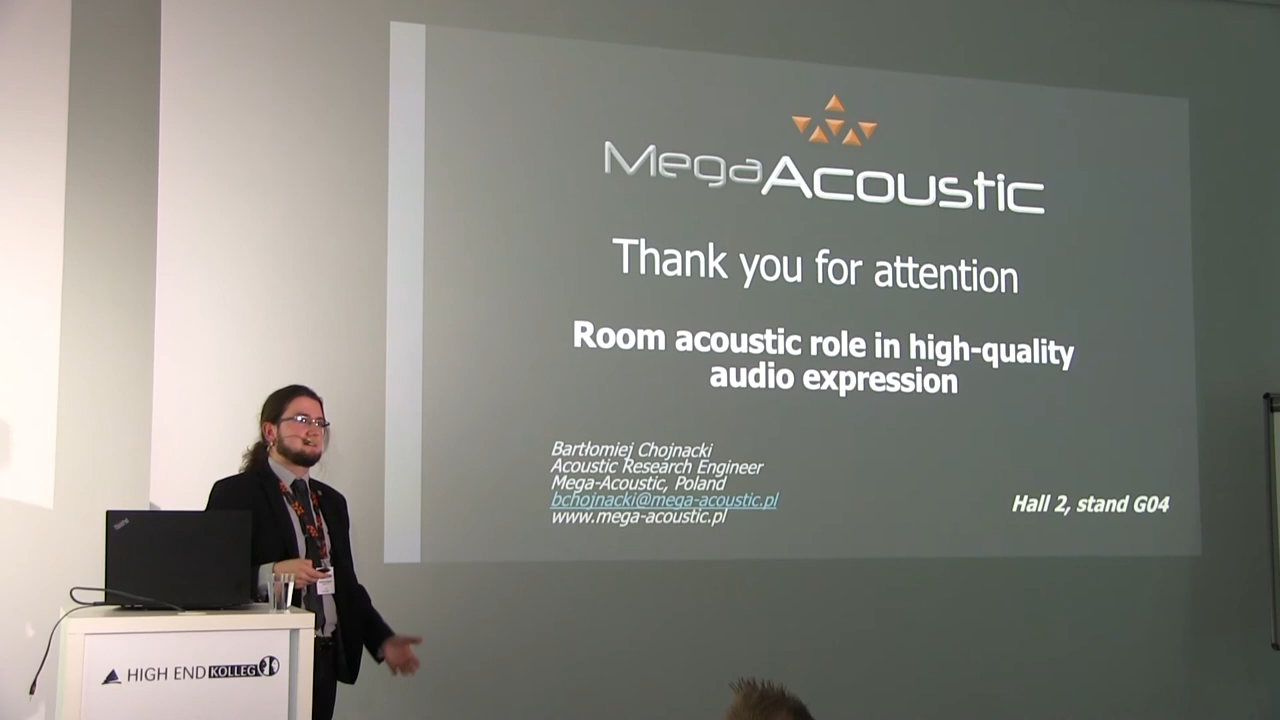 MegaAcoustic
Thank you for attention
Room acoustic role in high-quality
audio expression
Bartłomiej Chojnacki
Acoustic Research Engineer
Mega-Acoustic, Poland
bchojnacki@mega-acoustic.pl
www.mega-acoustic.pl
Hall 2, stand G04
ThinkPad
HIGH END KOLLEG